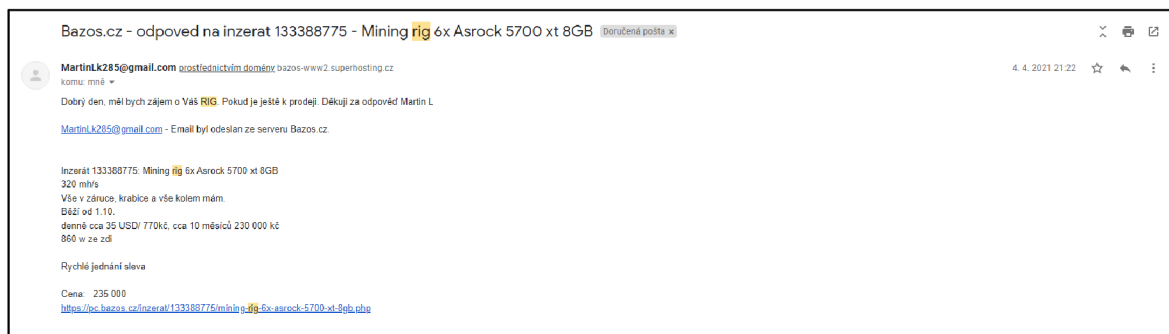 Bazos.cz - odpoved na inzerat 133388775 - Mining rig 6x Asrock 5700 xt 8GB Doručená pošta x
MartinLk285@gmail.com prostřednictvím domény bazos-www2.superhosting.cz 4. 4. 2021 21:22
komu: mně
Dobrý den, měl bych zájem o Váš RIG. Pokud je ještě k prodeji. Děkuji za odpověď Martin L
MartinLk285@gmail.com - Email byl odeslan ze serveru Bazos.cz.
Inzerát 133388775: Mining rig 6x Asrock 5700 xt 8GB
320 mh/s
Vše v záruce, krabice a vše kolem mám.
Běží od 1.10.
denně cca 35 USD/ 770kč, cca 10 měsíců 230 000 kč
860 w ze zdi
Rychlé jednání sleva
Cena: 235 000
https://pc.bazos.cz/inzerat/133388775/mining-rig-6x-asrock-5700-xt-8gb.php